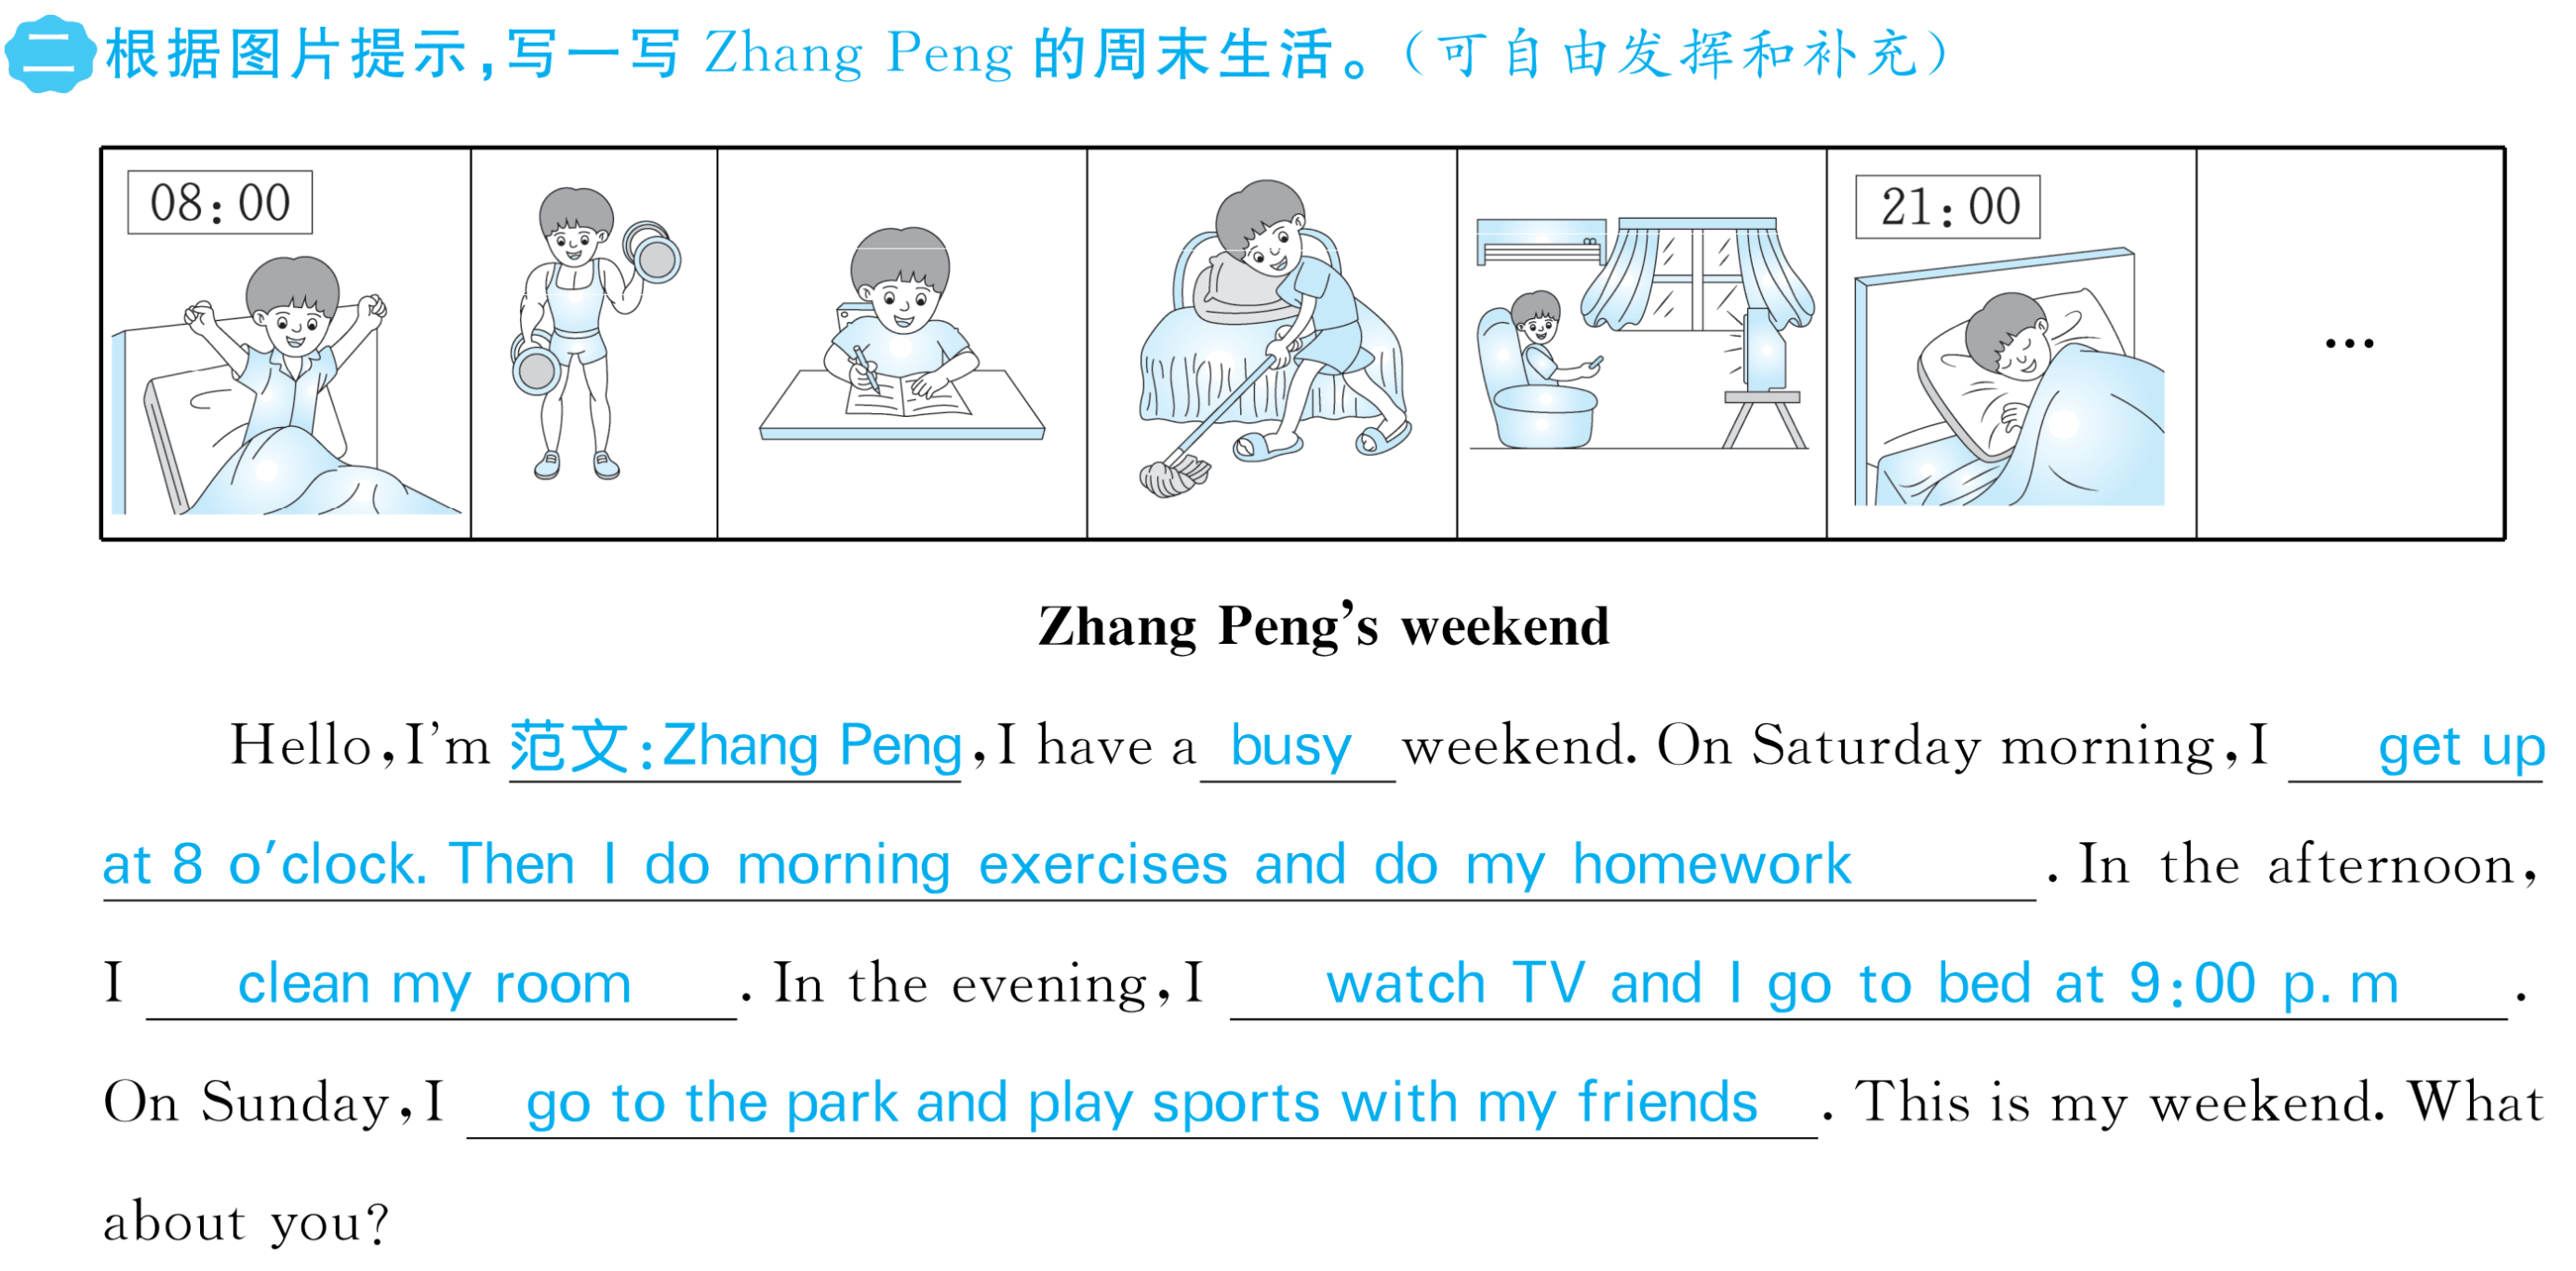 二 根据图片提示,写一写 Zhang Peng 的周末生活。(可自由发挥和补充)
08:00
21:00
...
Zhang Peng's weekend
Hello,I'm 范文:Zhang Peng,I have a busy weekend. On Saturday morning,I get up
at 8 o'clock. Then I do morning exercises and do my homework. In the afternoon,
I clean my room. In the evening,I watch TV and I go to bed at 9:00 p. m.
On Sunday,I go to the park and play sports with my friends. This is my weekend. What
about you?